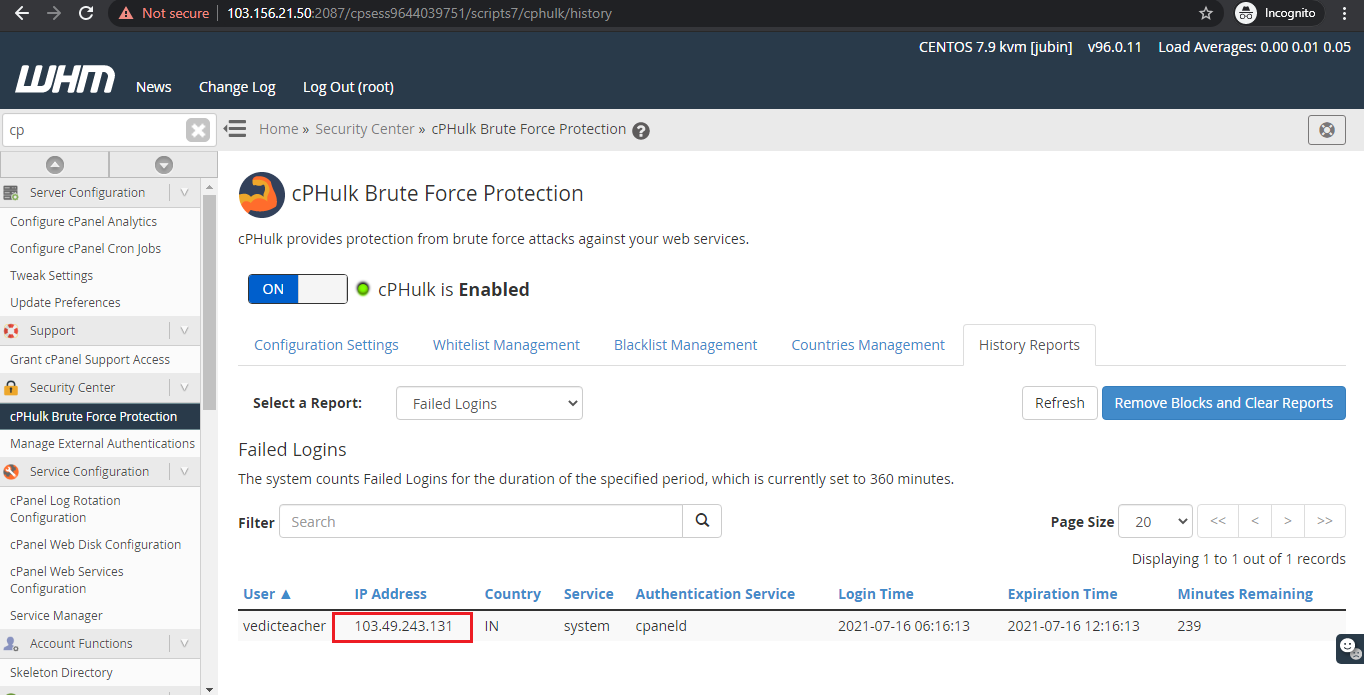 Not secure | 103.156.21.50:2087/cpsess9644039751/scripts7/cphulk/history
Incognito
CENTOS 7.9 kvm [jubin] v96.0.11 Load Averages: 0.00 0.01 0.05
WHM News Change Log Log Out (root)
cp
Home » Security Center » cPHulk Brute Force Protection
Server Configuration
Configure cPanel Analytics
Configure cPanel Cron Jobs
Tweak Settings
Update Preferences
Support
Grant cPanel Support Access
Security Center
cPHulk Brute Force Protection
Manage External Authentications
Service Configuration
cPanel Log Rotation
Configuration
cPanel Web Disk Configuration
cPanel Web Services
Configuration
Service Manager
Account Functions
Skeleton Directory
cPHulk Brute Force Protection
cPHulk provides protection from brute force attacks against your web services.
ON cPHulk is Enabled
Configuration Settings Whitelist Management Blacklist Management Countries Management History Reports
Select a Report: Failed Logins Refresh Remove Blocks and Clear Reports
Failed Logins
The system counts Failed Logins for the duration of the specified period, which is currently set to 360 minutes.
Filter Search Page Size 20 << < > >>
Displaying 1 to 1 out of 1 records
User ▲ IP Address Country Service Authentication Service Login Time Expiration Time Minutes Remaining
vedicteacher 103.49.243.131 IN system cpaneld 2021-07-16 06:16:13 2021-07-16 12:16:13 239